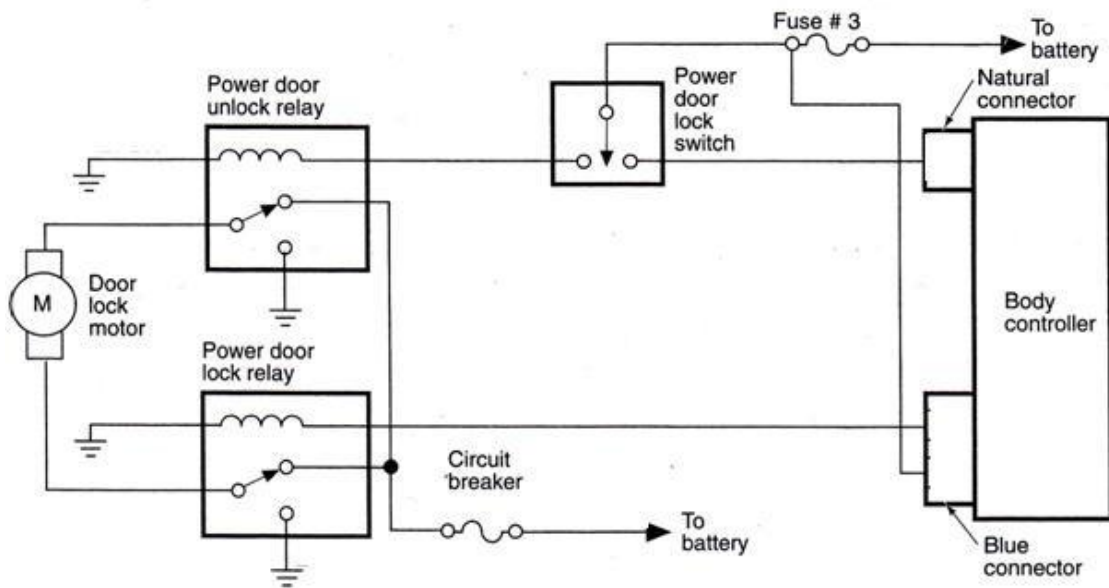 Fuse # 3
To
battery
Power door
unlock relay
Power
door
lock
switch
Natural
connector
M
Door
lock
motor
Body
controller
Power door
lock relay
Circuit
breaker
To
battery
Blue
connector